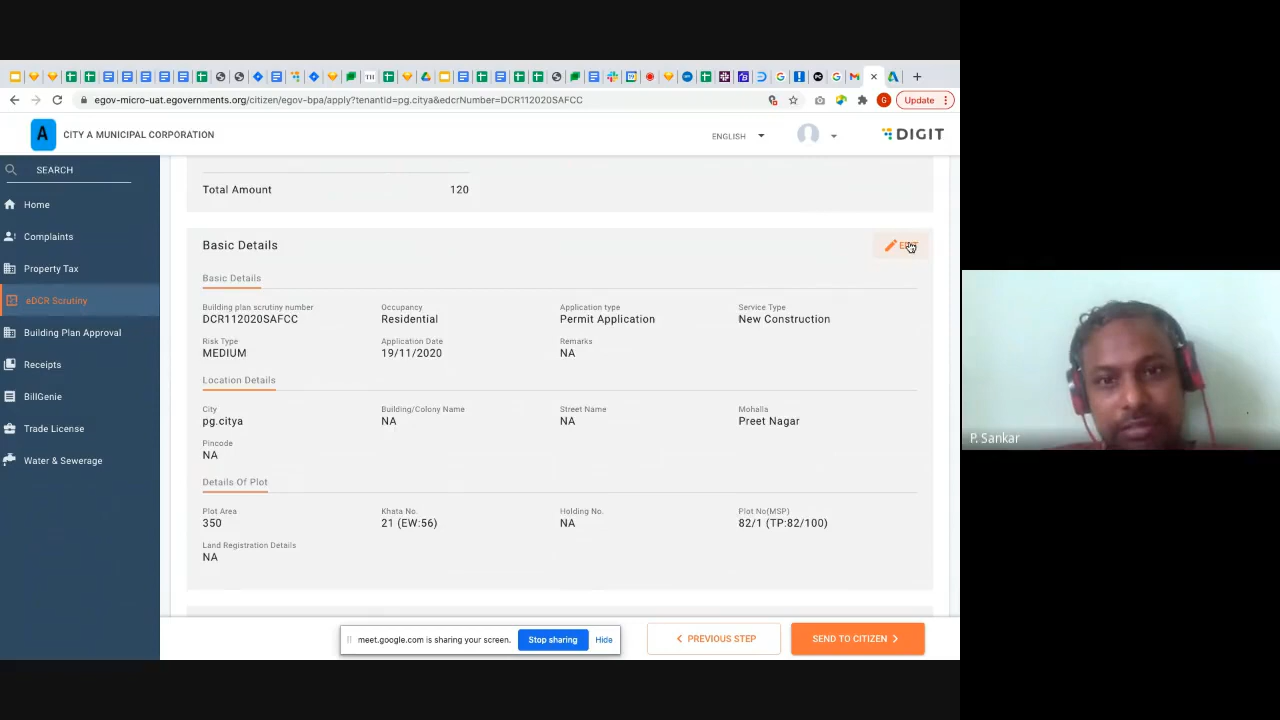 egov-micro-uat.egovernments.org/citizen/egov-bpa/apply?tenantId=pg.citya&edcrNumber=DCR112020SAFCC
G
Update
A
CITY A MUNICIPAL CORPORATION
ENGLISH
DIGIT
SEARCH
Home
Complaints
Property Tax
eDCR Scrutiny
Building Plan Approval
Receipts
BillGenie
Trade License
Water & Sewerage
Total Amount 120
Basic Details
Basic Details
Building plan scrutiny number Occupancy Application type Service Type
DCR112020SAFCC Residential Permit Application New Construction
Risk Type Application Date Remarks
MEDIUM 19/11/2020 NA
Location Details
City Building/Colony Name Street Name Mohalla
pg.citya NA NA Preet Nagar
Pincode
NA
Details Of Plot
Plot Area Khata No. Holding No. Plot No(MSP)
350 21 (EW:56) NA 82/1 (TP:82/100)
Land Registration Details
NA
meet.google.com is sharing your screen. Stop sharing Hide
PREVIOUS STEP
SEND TO CITIZEN
P. Sankar